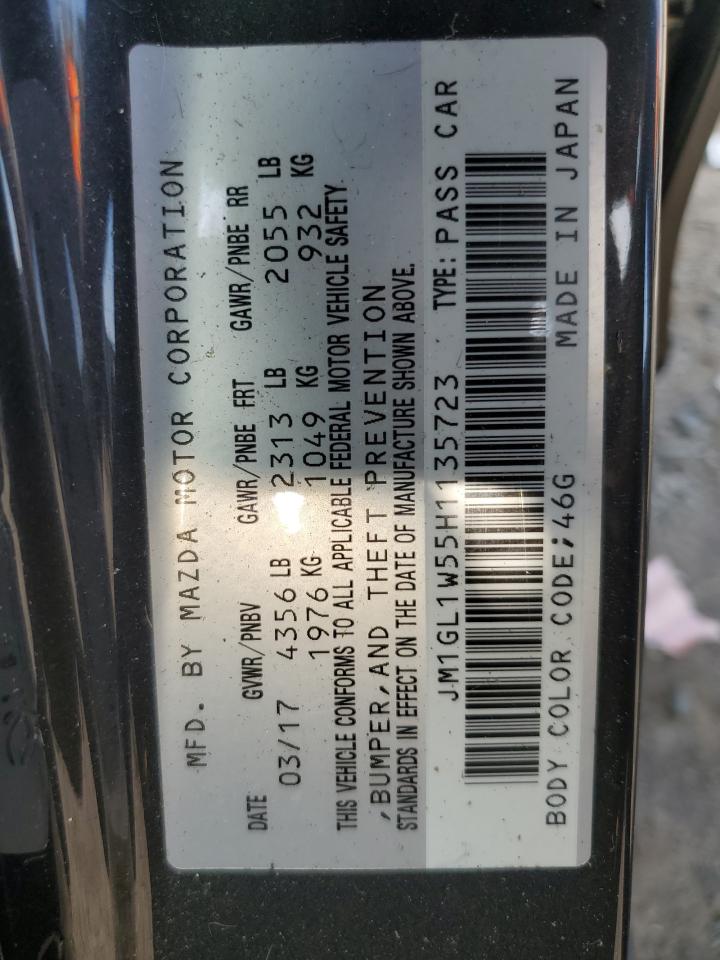 MFD. BY MAZDA MOTOR CORPORATION
DATE GVWR/PNBV GAWR/PNBE FRT GAWR/PNBE RR
03/17 4356 LB 2313 LB 2055 LB
1976 KG 1049 KG 932 KG
THIS VEHICLE CONFORMS TO ALL APPLICABLE FEDERAL MOTOR VEHICLE SAFETY
,BUMPER,AND THEFT PREVENTION
STANDARDS IN EFFECT ON THE DATE OF MANUFACTURE SHOWN ABOVE.
JM1GL1W55H1135723 TYPE: PASS CAR
BODY COLOR CODE;46G MADE IN JAPAN